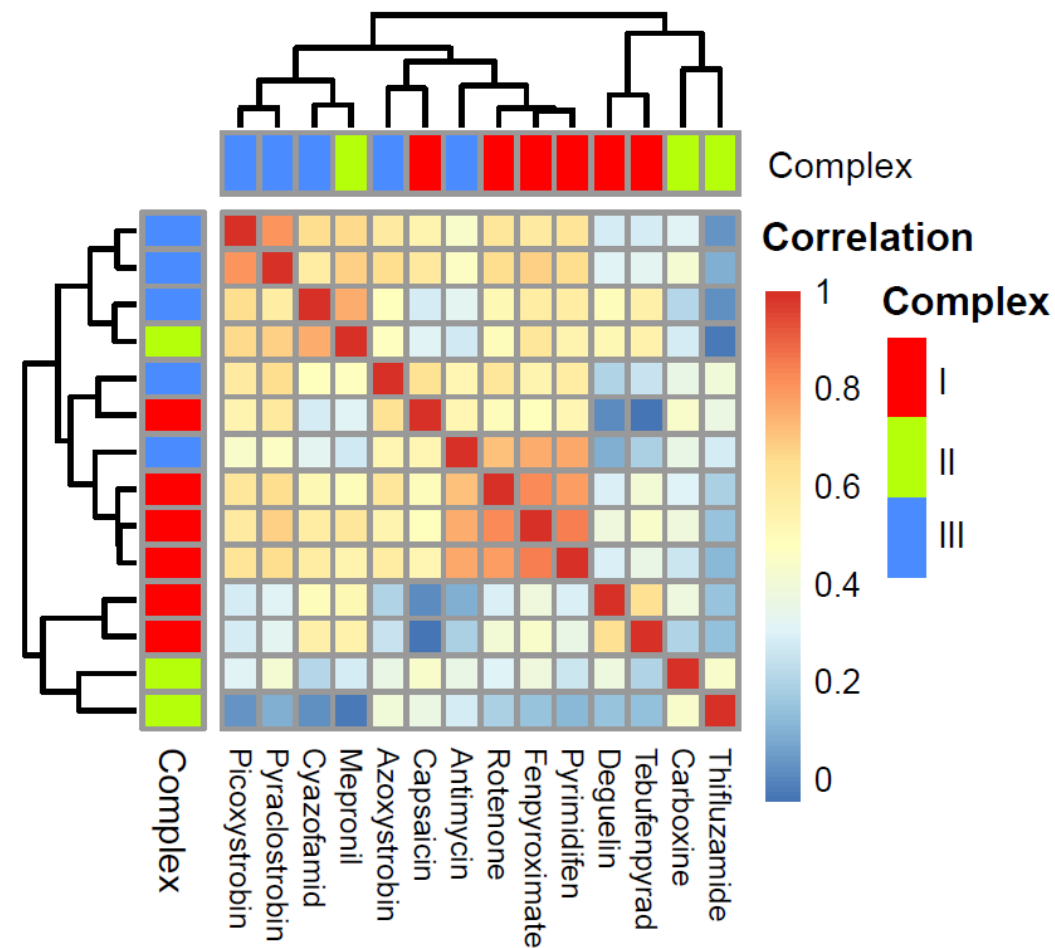 Complex
Correlation
1
0.8
0.6
0.4
0.2
0
Complex
I
II
III
Complex
Picoxystrobin
Pyraclostrobin
Cyazofamid
Mepronil
Azoxystrobin
Capsaicin
Antimycin
Rotenone
Fenpyroximate
Pyrimidifen
Deguelin
Tebufenpyrad
Carboxine
Thifluzamide